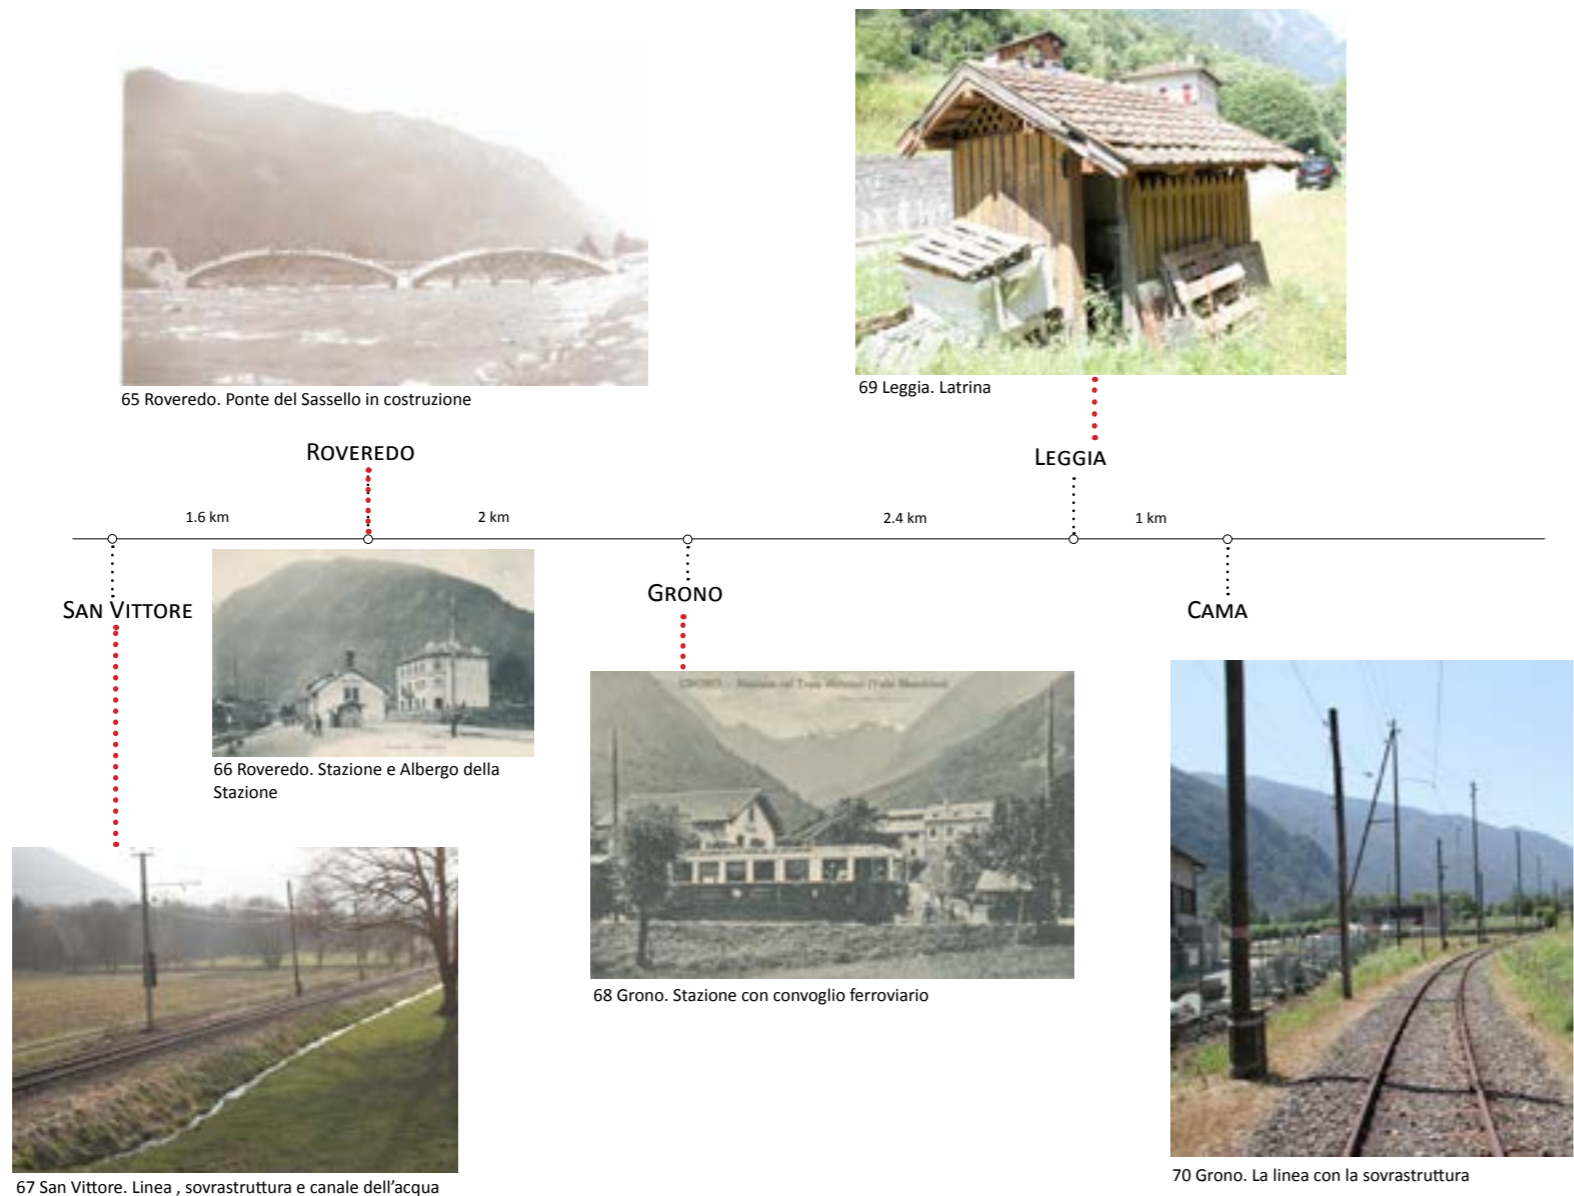 65 Roveredo. Ponte del Sassello in costruzione
69 Leggia. Latrina
Roveredo
Leggia
1.6 km
2 km
2.4 km
1 km
San Vittore
Grono
Cama
66 Roveredo. Stazione e Albergo della
Stazione
68 Grono. Stazione con convoglio ferroviario
67 San Vittore. Linea , sovrastruttura e canale dell'acqua
70 Grono. La linea con la sovrastruttura